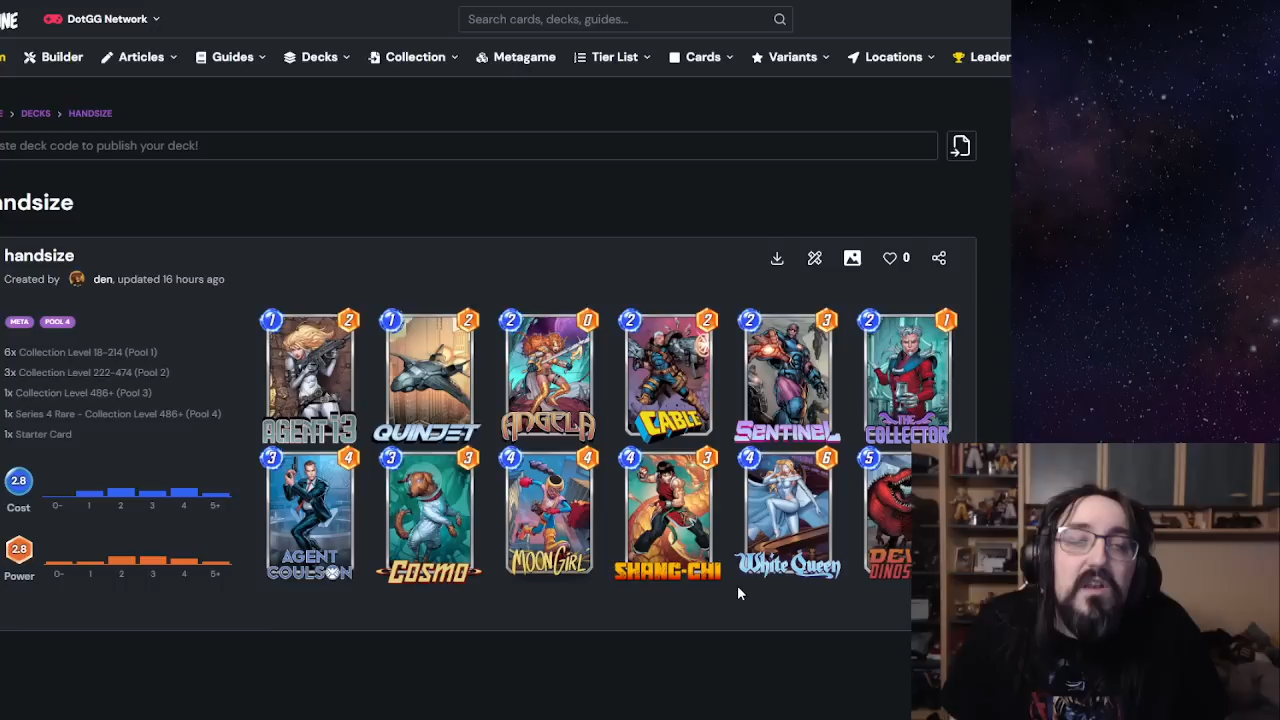 DotGG Network
Search cards, decks, guides...
Builder Articles Guides Decks Collection Metagame Tier List Cards Variants Locations Leader
DECKS > HANDSIZE
ste deck code to publish your deck!
ndsize
handsize
Created by den, updated 16 hours ago
0
META POOL 4
6x Collection Level 18-214 (Pool 1)
3x Collection Level 222-474 (Pool 2)
1x Collection Level 486+ (Pool 3)
1x Series 4 Rare - Collection Level 486+ (Pool 4)
1x Starter Card
2.8
Cost
0- 1 2 3 4 5+
2.8
Power
0- 1 2 3 4 5+
1 2 1 2 2 0 2 2 2 3 2 1
AGENT 13 QUINJET ANGELA CABLE SENTINEL THE COLLECTOR
3 4 3 3 4 4 4 3 4 6 5
AGENT COULSON COSMO MOON GIRL SHANG-CHI White Queen DEV
DINOS